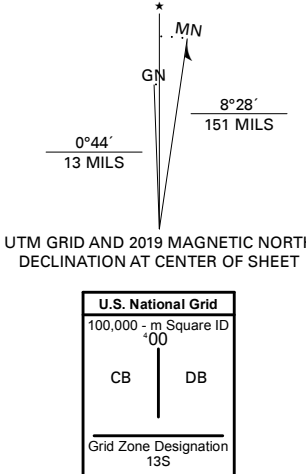 ★
MN
GN
8°28´
151 MILS
0°44´
13 MILS
UTM GRID AND 2019 MAGNETIC NORTH
DECLINATION AT CENTER OF SHEET
U.S. National Grid
100,000 - m Square ID
⁴00
CB DB
Grid Zone Designation
13S